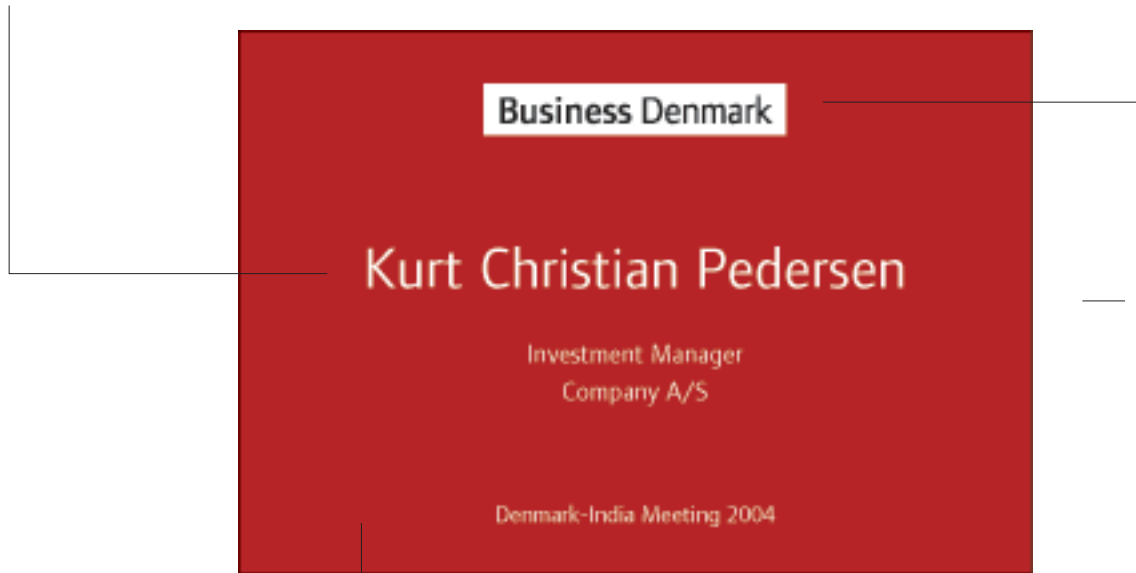 Business Denmark
Kurt Christian Pedersen
Investment Manager
Company A/S
Denmark-India Meeting 2004